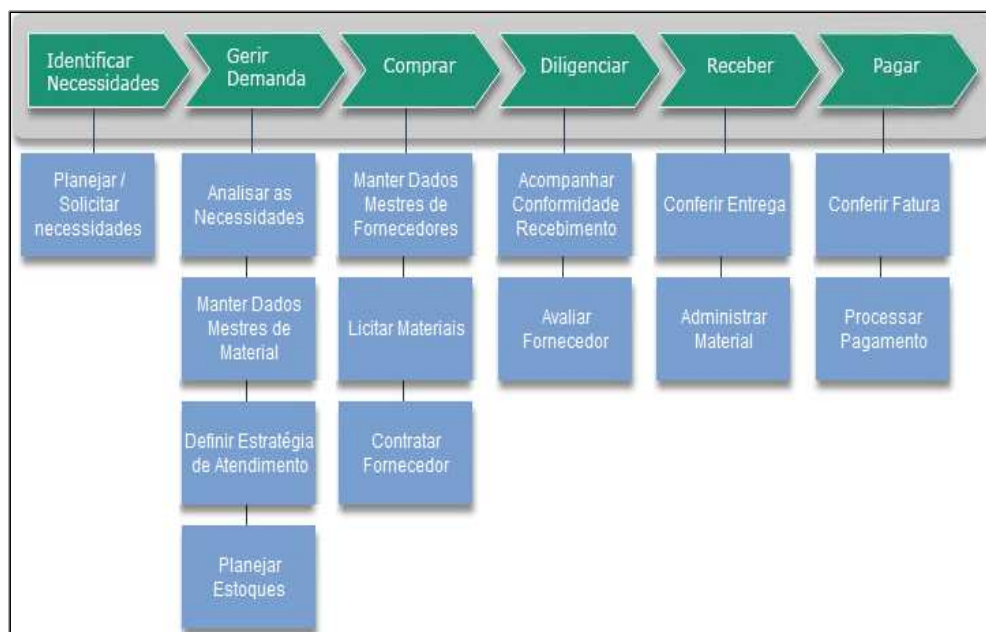 Identificar
Necessidades
Gerir
Demanda
Comprar
Diligenciar
Receber
Pagar
Planejar /
Solicitar
necessidades
Analisar as
Necessidades
Manter Dados
Mestres de
Fornecedores
Acompanhar
Conformidade
Recebimento
Conferir Entrega
Conferir Fatura
Manter Dados
Mestres de
Material
Licitar Materiais
Avaliar
Fornecedor
Administrar
Material
Processar
Pagamento
Definir Estratégia
de Atendimento
Contratar
Fornecedor
Planejar
Estoques